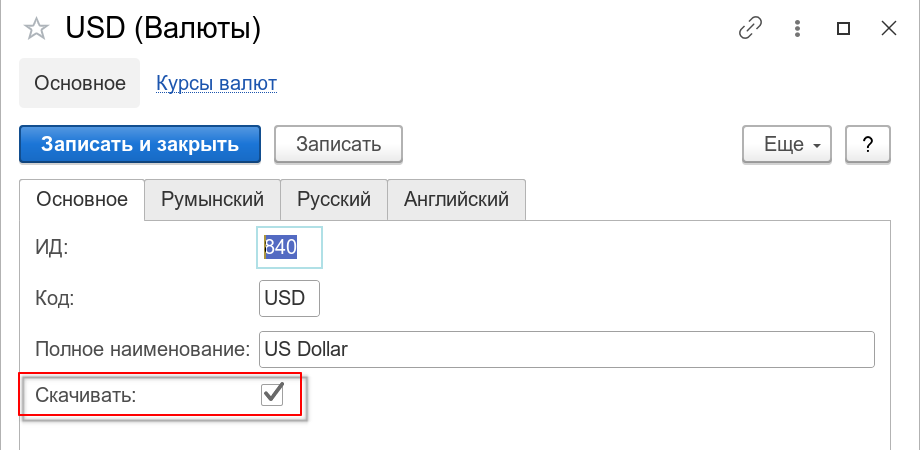 USD (Валюты)
Основное Курсы валют
Записать и закрыть Записать Еще ?
Основное Румынский Русский Английский
ИД: 840
Код: USD
Полное наименование: US Dollar
Скачивать: